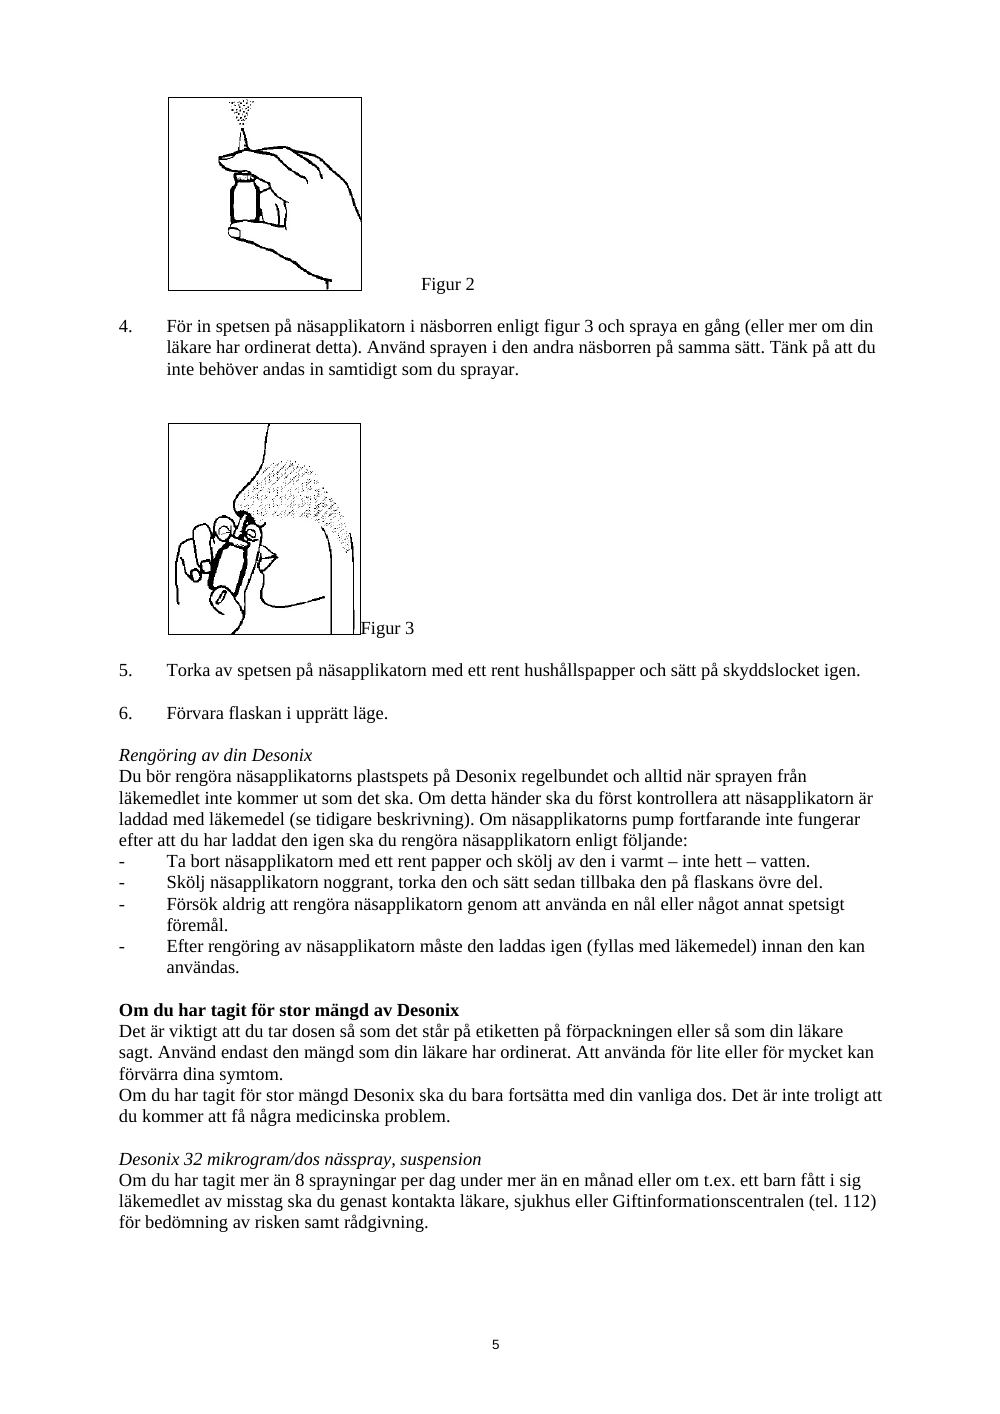 Figur 2
4. För in spetsen på näsapplikatorn i näsborren enligt figur 3 och spraya en gång (eller mer om din
läkare har ordinerat detta). Använd sprayen i den andra näsborren på samma sätt. Tänk på att du
inte behöver andas in samtidigt som du sprayar.
Figur 3
5. Torka av spetsen på näsapplikatorn med ett rent hushållspapper och sätt på skyddslocket igen.
6. Förvara flaskan i upprätt läge.
Rengöring av din Desonix
Du bör rengöra näsapplikatorns plastspets på Desonix regelbundet och alltid när sprayen från
läkemedlet inte kommer ut som det ska. Om detta händer ska du först kontrollera att näsapplikatorn är
laddad med läkemedel (se tidigare beskrivning). Om näsapplikatorns pump fortfarande inte fungerar
efter att du har laddat den igen ska du rengöra näsapplikatorn enligt följande:
- Ta bort näsapplikatorn med ett rent papper och skölj av den i varmt – inte hett – vatten.
- Skölj näsapplikatorn noggrant, torka den och sätt sedan tillbaka den på flaskans övre del.
- Försök aldrig att rengöra näsapplikatorn genom att använda en nål eller något annat spetsigt
föremål.
- Efter rengöring av näsapplikatorn måste den laddas igen (fyllas med läkemedel) innan den kan
användas.
Om du har tagit för stor mängd av Desonix
Det är viktigt att du tar dosen så som det står på etiketten på förpackningen eller så som din läkare
sagt. Använd endast den mängd som din läkare har ordinerat. Att använda för lite eller för mycket kan
förvärra dina symtom.
Om du har tagit för stor mängd Desonix ska du bara fortsätta med din vanliga dos. Det är inte troligt att
du kommer att få några medicinska problem.
Desonix 32 mikrogram/dos nässpray, suspension
Om du har tagit mer än 8 sprayningar per dag under mer än en månad eller om t.ex. ett barn fått i sig
läkemedlet av misstag ska du genast kontakta läkare, sjukhus eller Giftinformationscentralen (tel. 112)
för bedömning av risken samt rådgivning.
5